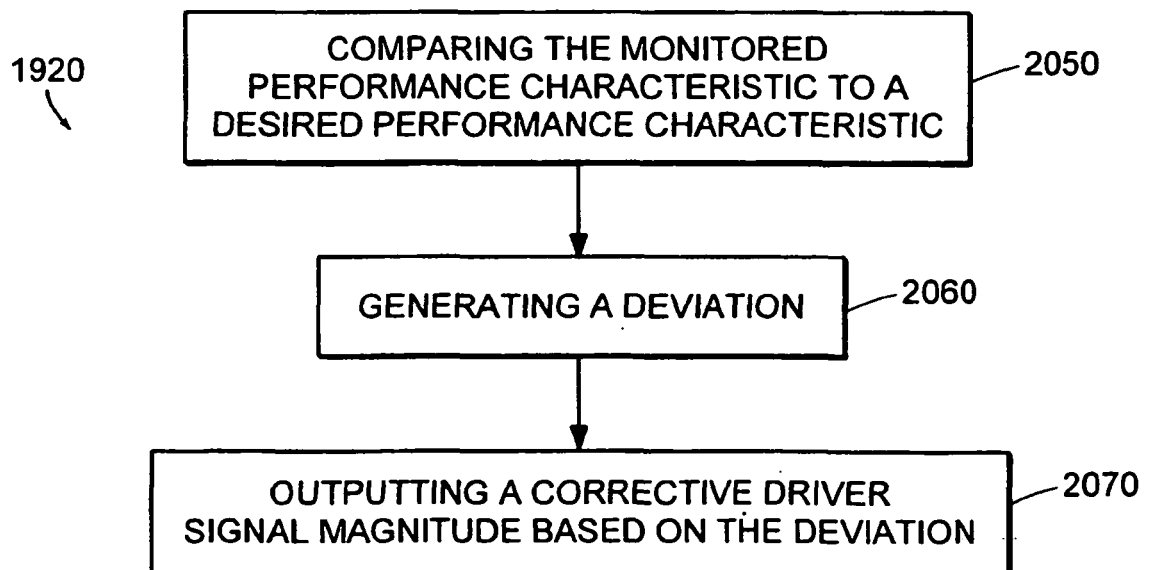 1920
COMPARING THE MONITORED
PERFORMANCE CHARACTERISTIC TO A
DESIRED PERFORMANCE CHARACTERISTIC
2050
GENERATING A DEVIATION
2060
OUTPUTTING A CORRECTIVE DRIVER
SIGNAL MAGNITUDE BASED ON THE DEVIATION
2070